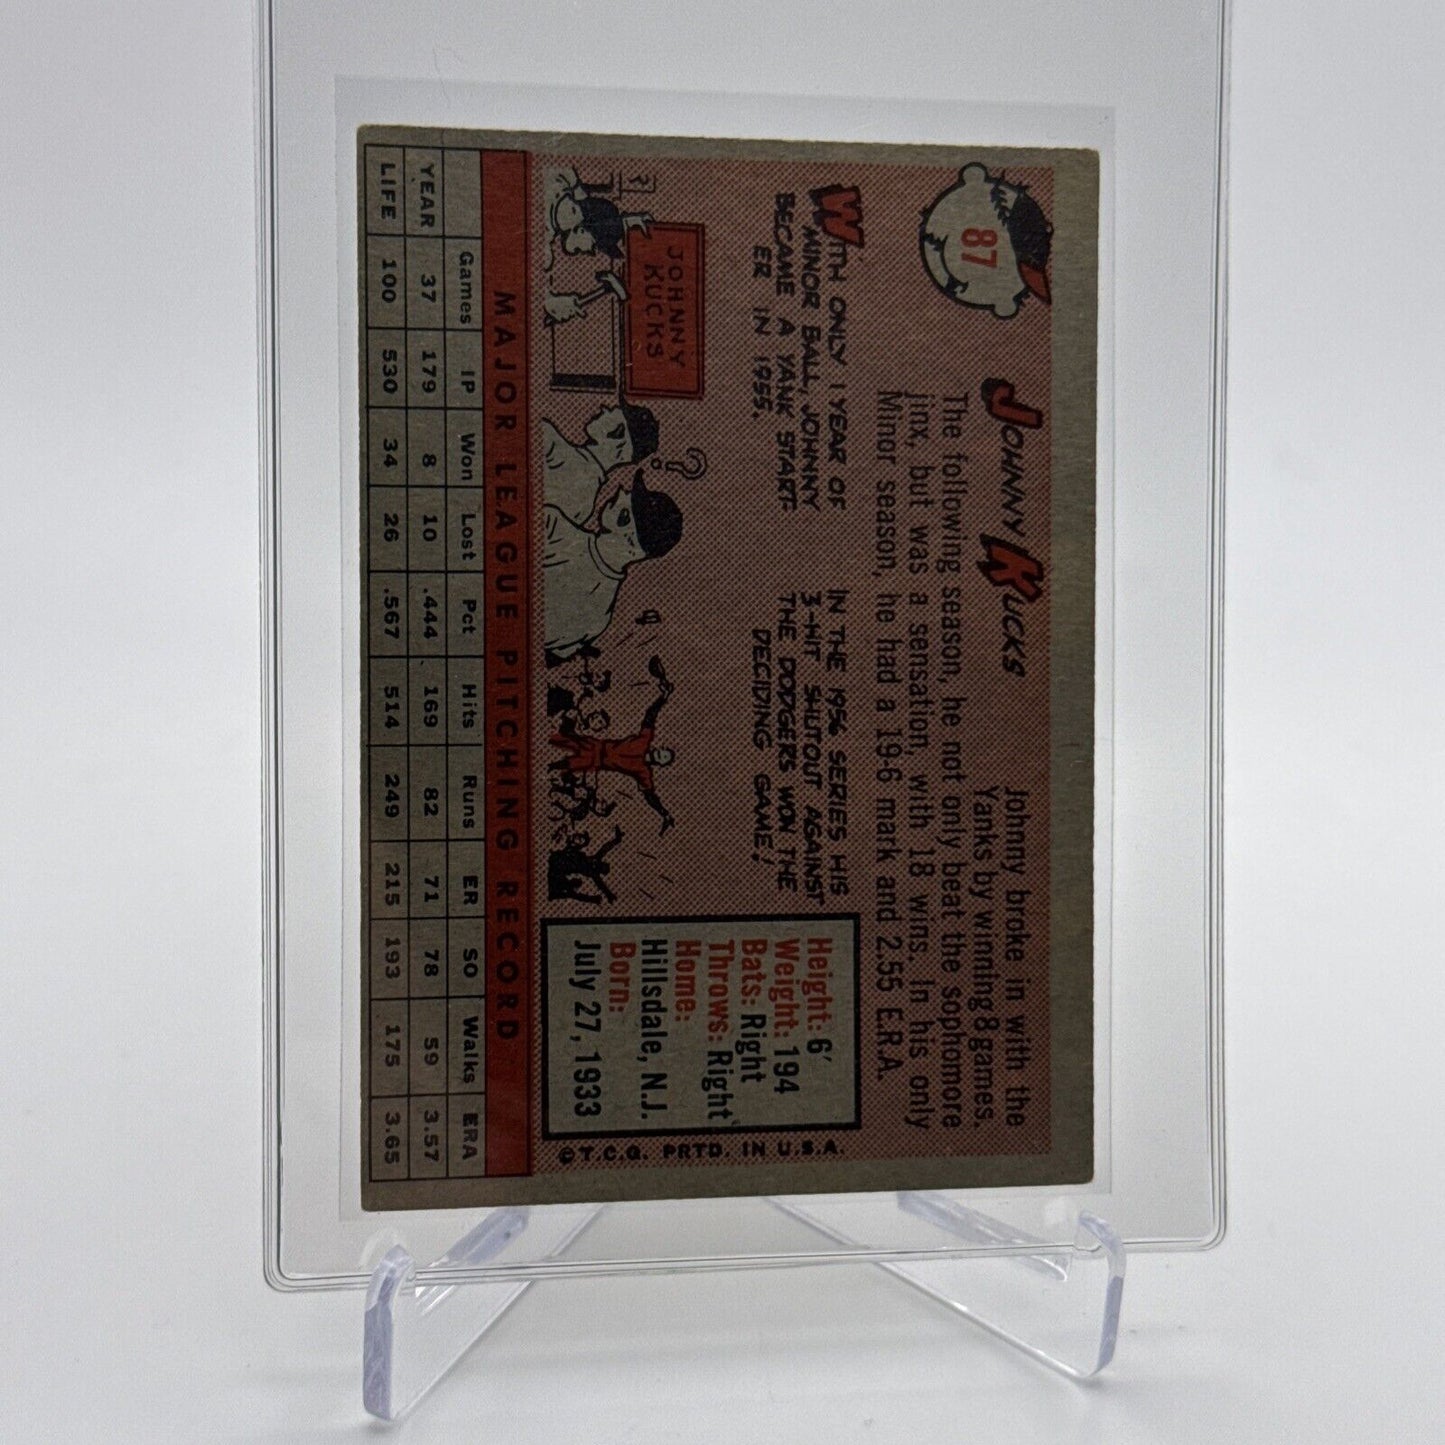 87
JOHNNY KUCKS
Johnny broke in with the
Yanks by winning 8 games.
The following season, he not only beat the sophomore
jinx, but was a sensation, with 18 wins. In his only
Minor season, he had a 19-6 mark and 2.55 E.R.A.
WITH ONLY 1 YEAR OF
MINOR BALL, JOHNNY
BECAME A YANK START-
ER IN 1955.
JOHNNY
KUCKS
?
IN THE 1956 SERIES HIS
3-HIT SHUTOUT AGAINST
THE DODGERS WON THE
DECIDING GAME!
Height: 6'
Weight: 194
Bats: Right
Throws: Right
Home:
Hillsdale, N.J.
Born:
July 27, 1933
©T.C.G. PRTD. IN U.S.A.
MAJOR LEAGUE PITCHING RECORD
Games IP Won Lost Pct Hits Runs ER SO Walks ERA
YEAR 37 179 8 10 .444 169 82 71 78 59 3.57
LIFE 100 530 34 26 .567 514 249 215 193 175 3.65